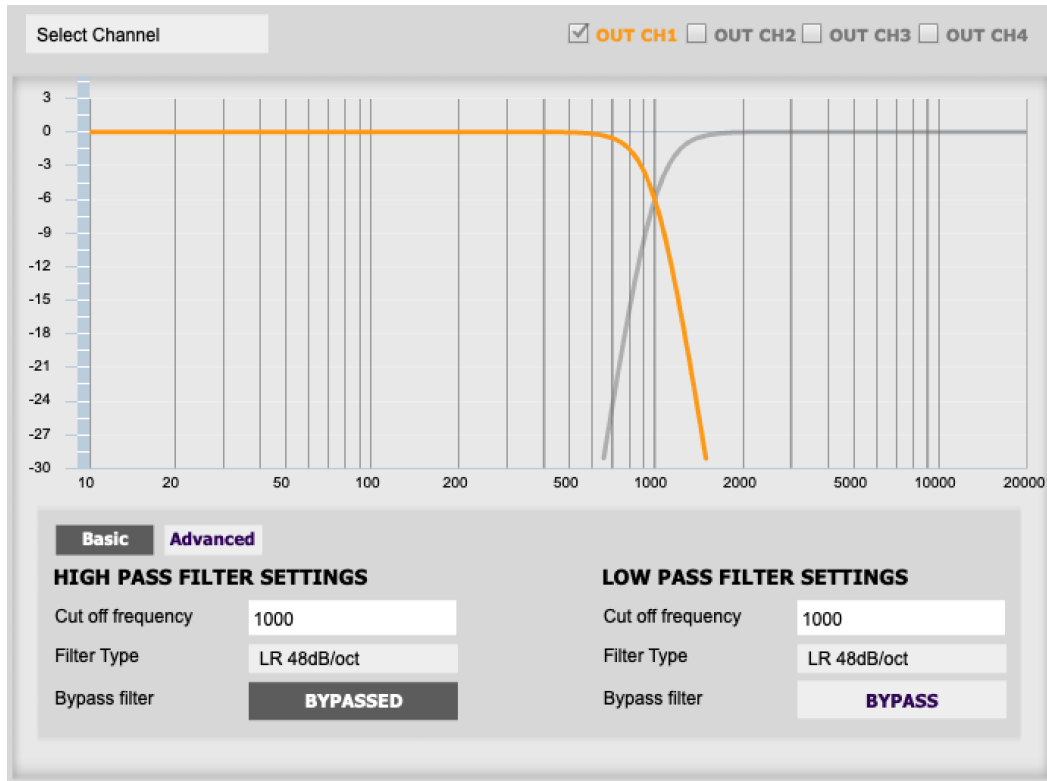 Select Channel
OUT CH1 OUT CH2 OUT CH3 OUT CH4
3
0
-3
-6
-9
-12
-15
-18
-21
-24
-27
-30
10 20 50 100 200 500 1000 2000 5000 10000 20000
Basic Advanced
HIGH PASS FILTER SETTINGS
Cut off frequency 1000
Filter Type LR 48dB/oct
Bypass filter BYPASSED
LOW PASS FILTER SETTINGS
Cut off frequency 1000
Filter Type LR 48dB/oct
Bypass filter BYPASS